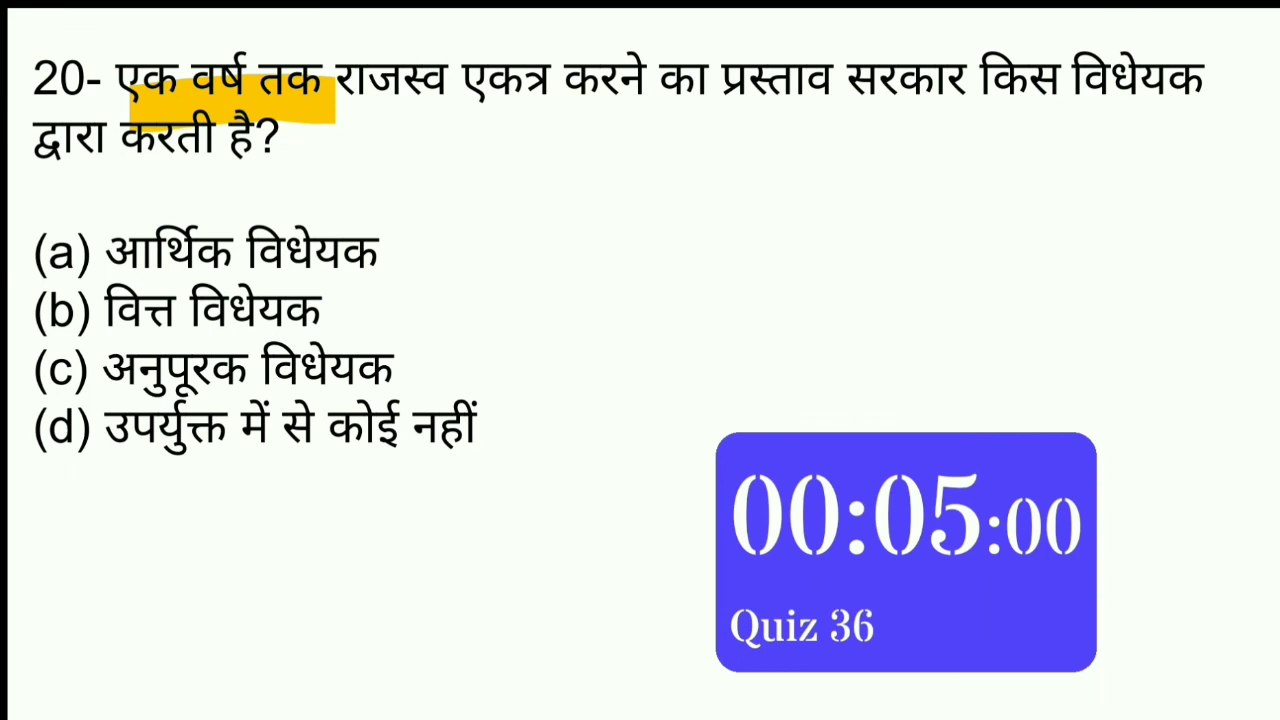 20- एक वर्ष तक राजस्व एकत्र करने का प्रस्ताव सरकार किस विधेयक
द्वारा करती है?
(a) आर्थिक विधेयक
(b) वित्त विधेयक
(c) अनुपूरक विधेयक
(d) उपर्युक्त में से कोई नहीं
00:05:00
Quiz 36